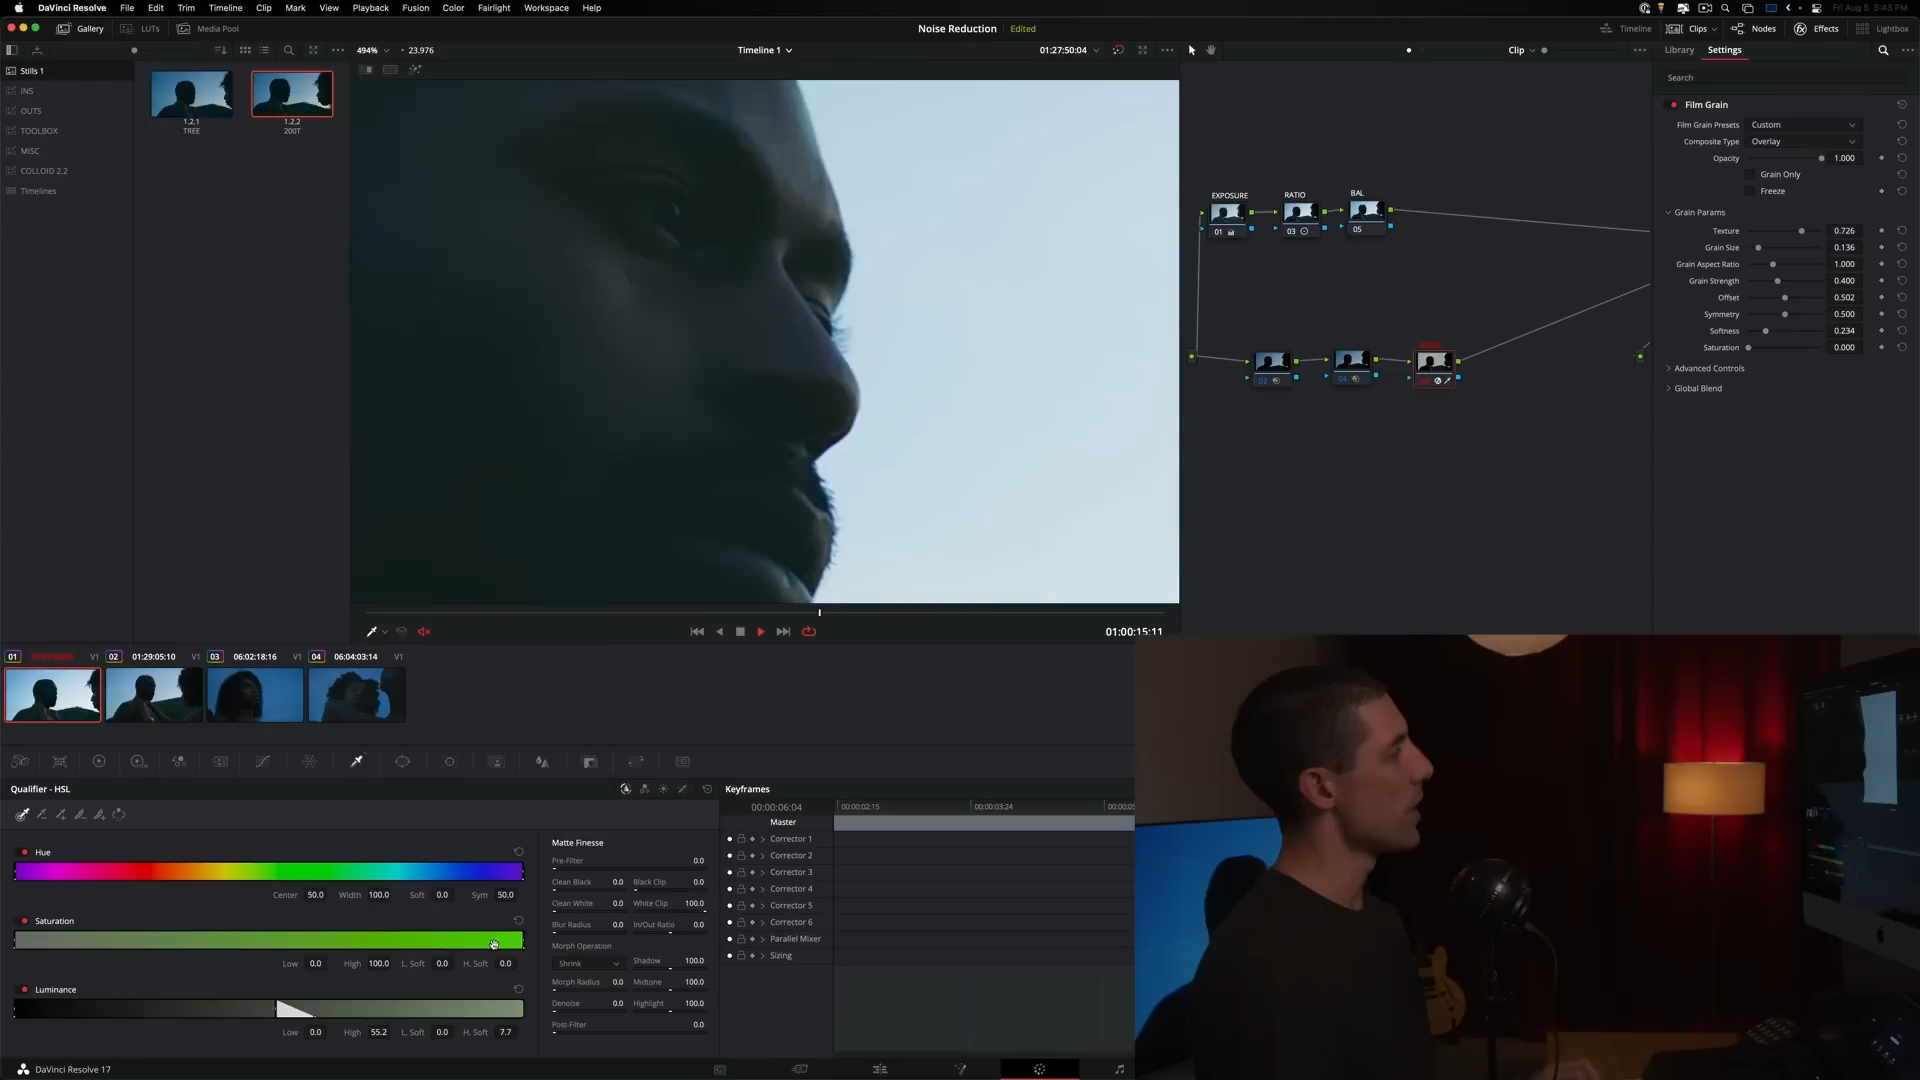 DaVinci Resolve File Edit Trim Timeline Clip Mark View Playback Fusion Color Fairlight Workspace Help Fri Aug 5 5:43 PM
Gallery LUTs Media Pool Noise Reduction Edited Timeline Clips Nodes Effects Lightbox
494% 23.976 Timeline 1 01:27:50:04 Clip Library Settings
Stills 1
INS
OUTS
TOOLBOX
MISC
COLLOID 2.2
Timelines
1.2.1
TREE
1.2.2
200T
EXPOSURE RATIO BAL
01 03 05
02 04
Search
Film Grain
Film Grain Presets Custom
Composite Type Overlay
Opacity 1.000
Grain Only
Freeze
Grain Params
Texture 0.726
Grain Size 0.136
Grain Aspect Ratio 1.000
Grain Strength 0.400
Offset 0.502
Symmetry 0.500
Softness 0.234
Saturation 0.000
Advanced Controls
Global Blend
01:00:15:11
01 V1 02 01:29:05:10 V1 03 06:02:18:16 V1 04 06:04:03:14 V1
Qualifier - HSL
Hue
Center 50.0 Width 100.0 Soft 0.0 Sym 50.0
Saturation
Low 0.0 High 100.0 L. Soft 0.0 H. Soft 0.0
Luminance
Low 0.0 High 55.2 L. Soft 0.0 H. Soft 7.7
Matte Finesse
Pre-Filter 0.0
Clean Black 0.0 Black Clip 0.0
Clean White 0.0 White Clip 100.0
Blur Radius 0.0 In/Out Ratio 0.0
Morph Operation
Shrink Shadow 100.0
Morph Radius 0.0 Midtone 100.0
Denoise 0.0 Highlight 100.0
Post-Filter 0.0
Keyframes
00:00:06:04 00:00:02:15 00:00:03:24
Master
Corrector 1
Corrector 2
Corrector 3
Corrector 4
Corrector 5
Corrector 6
Parallel Mixer
Sizing
DaVinci Resolve 17